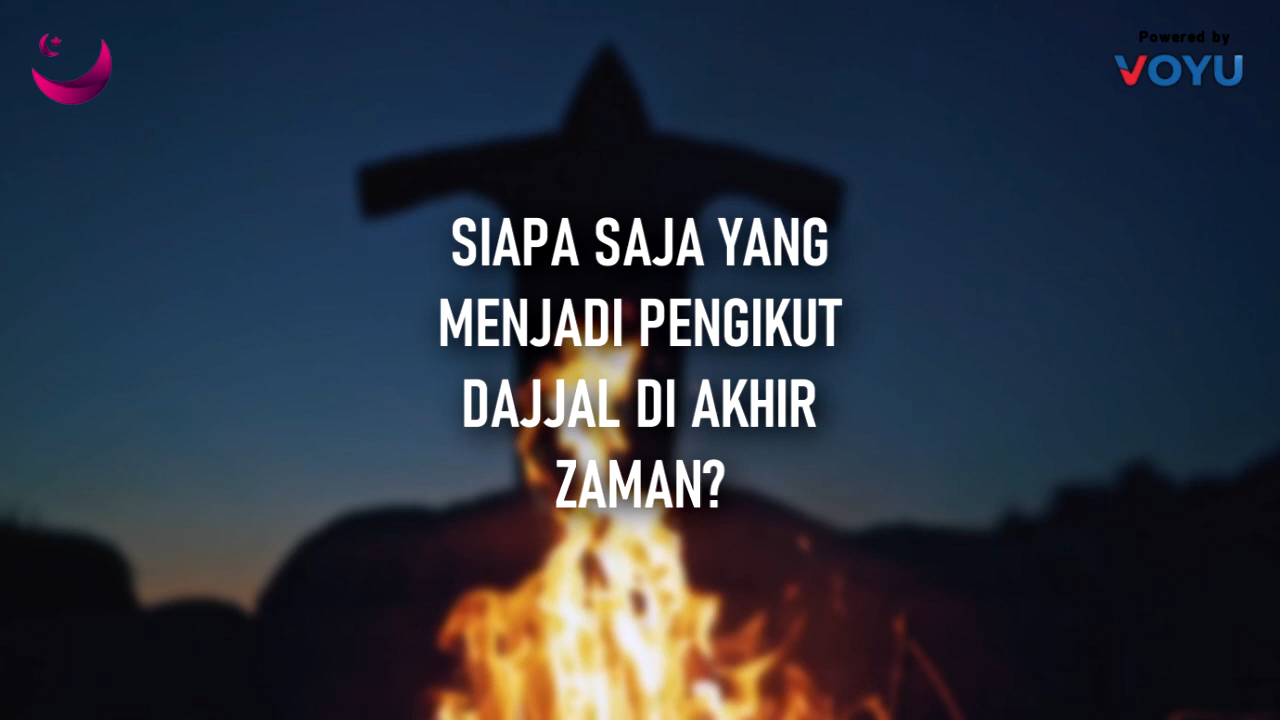 Powered by
VOYU
SIAPA SAJA YANG
MENJADI PENGIKUT
DAJJAL DI AKHIR
ZAMAN?